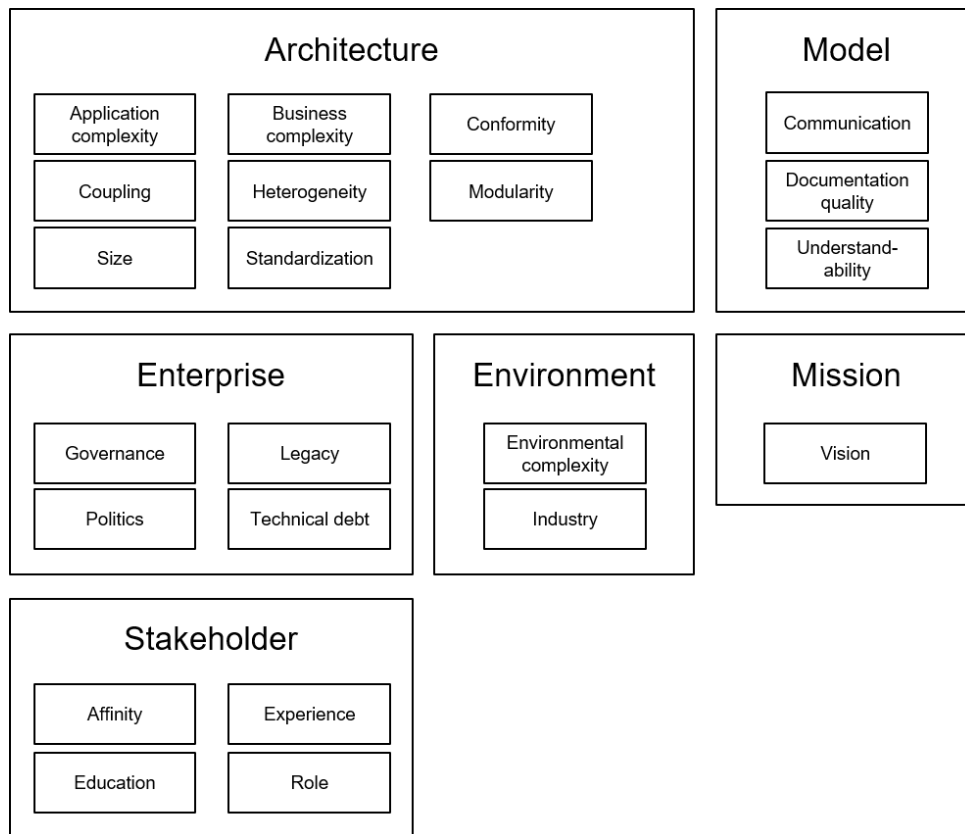 Architecture
Application
complexity
Business
complexity
Conformity
Coupling
Heterogeneity
Modularity
Size
Standardization
Model
Communication
Documentation
quality
Understand-
ability
Enterprise
Governance
Legacy
Politics
Technical debt
Environment
Environmental
complexity
Industry
Mission
Vision
Stakeholder
Affinity
Experience
Education
Role